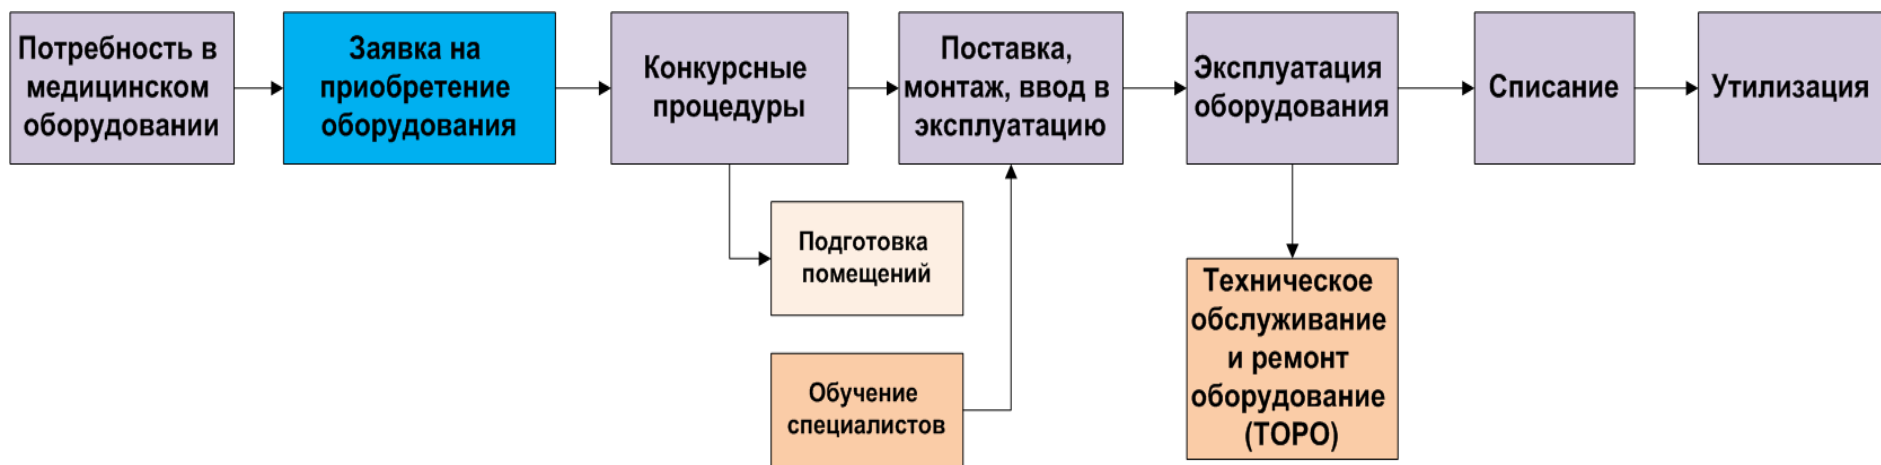 Потребность в
медицинском
оборудовании
Заявка на
приобретение
оборудования
Конкурсные
процедуры
Поставка,
монтаж, ввод в
эксплуатацию
Эксплуатация
оборудования
Списание
Утилизация
Подготовка
помещений
Обучение
специалистов
Техническое
обслуживание
и ремонт
оборудование
(ТОРО)